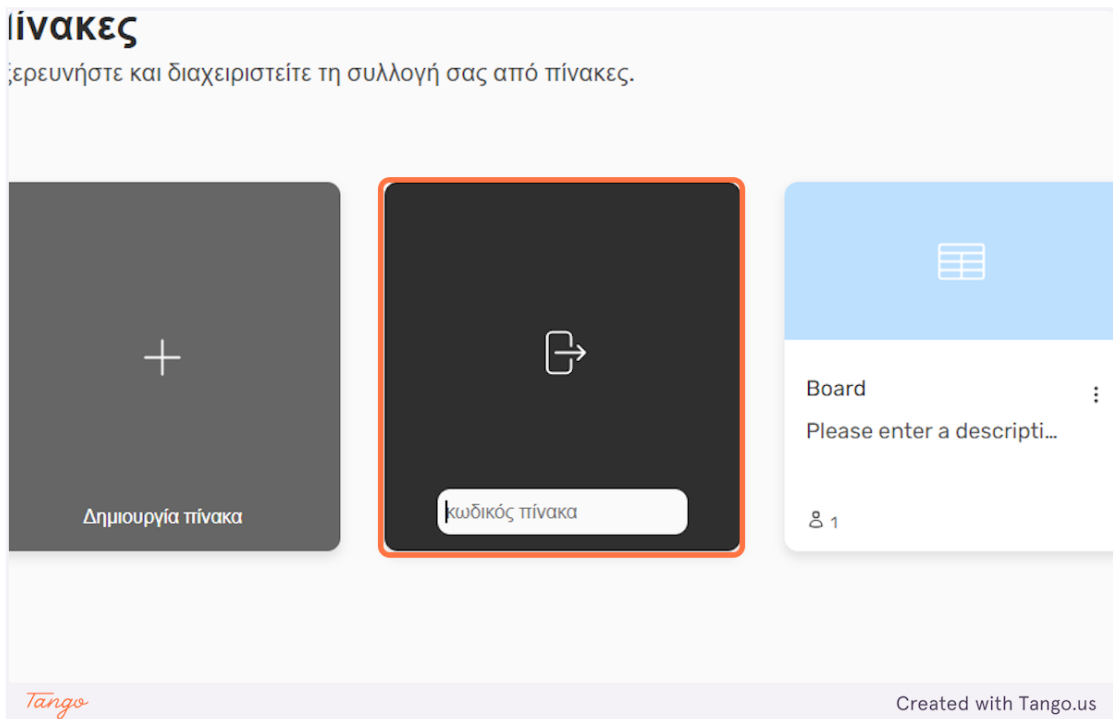 Πίνακες
ξερευνήστε και διαχειριστείτε τη συλλογή σας από πίνακες.
Δημιουργία πίνακα
κωδικός πίνακα
Board
Please enter a descripti...
1
Tango
Created with Tango.us